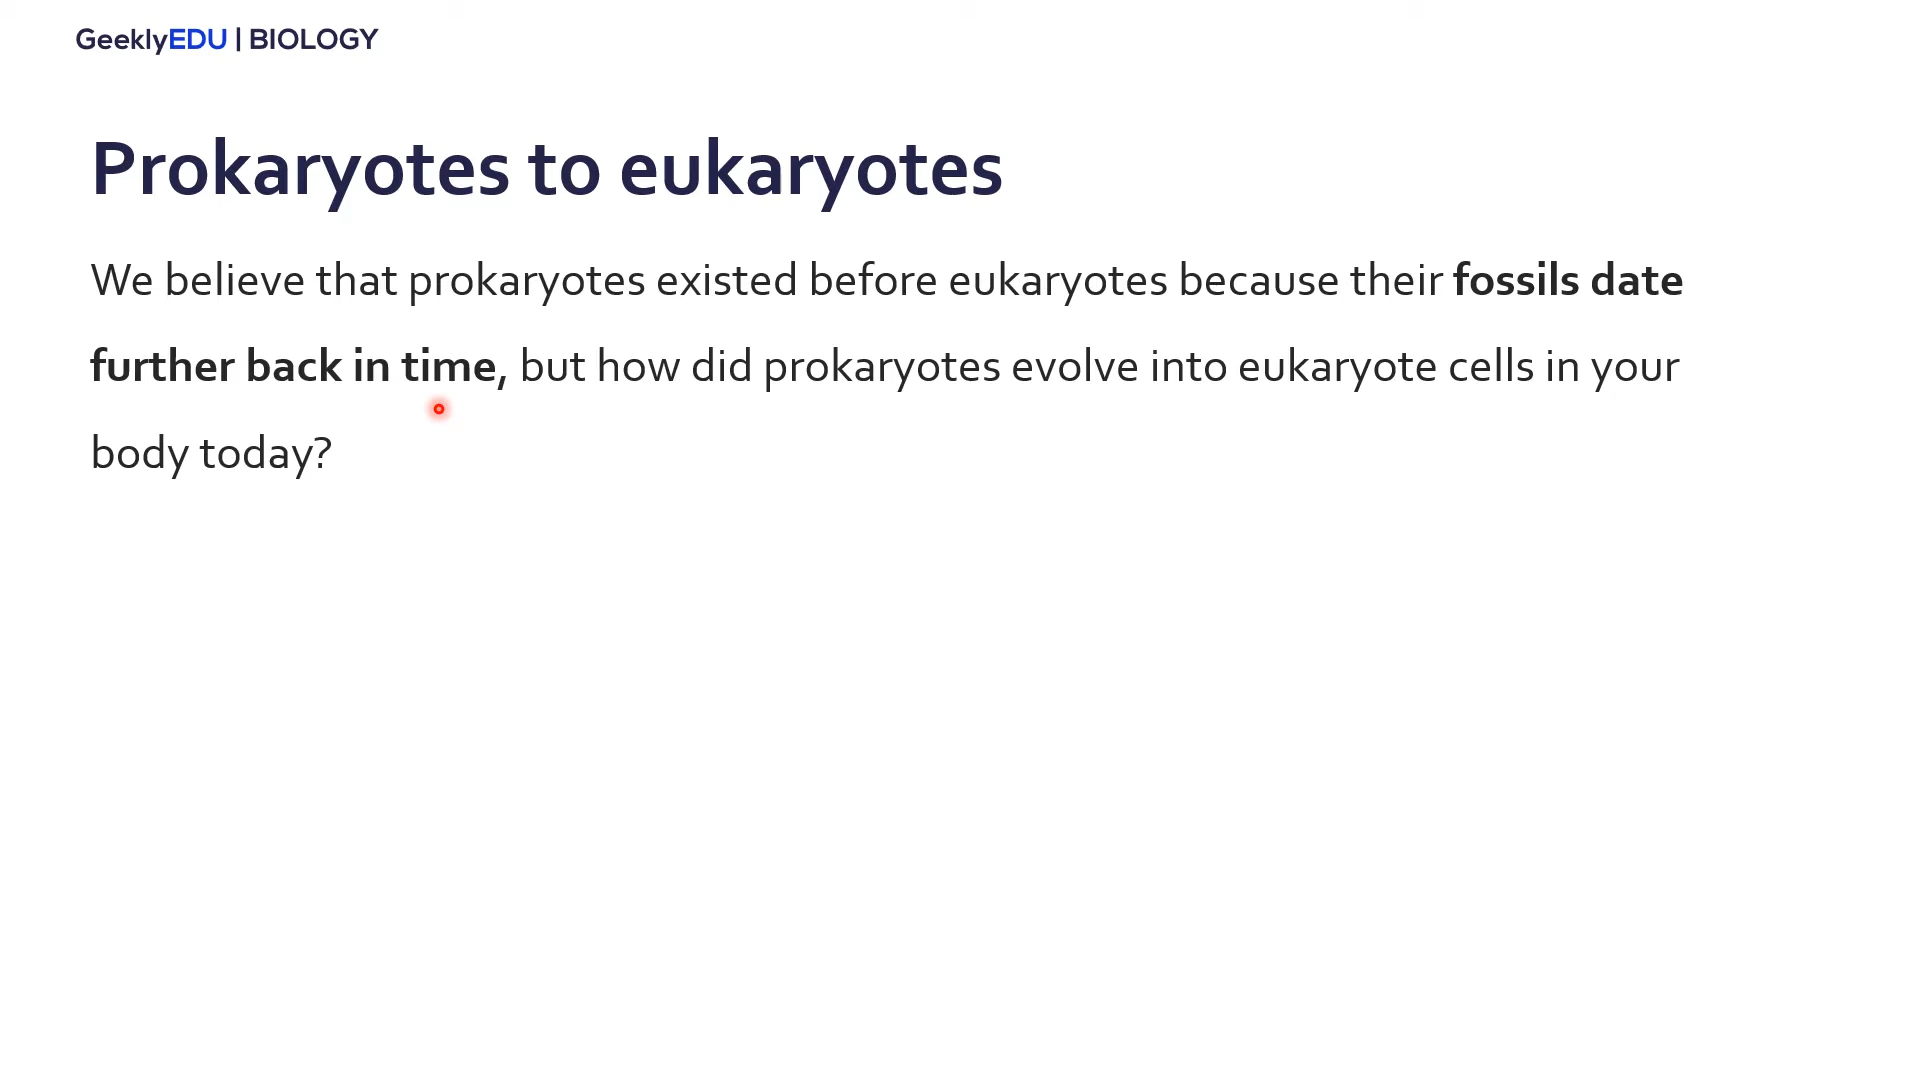 GeeklyEDU | BIOLOGY
Prokaryotes to eukaryotes
We believe that prokaryotes existed before eukaryotes because their fossils date
further back in time, but how did prokaryotes evolve into eukaryote cells in your
body today?